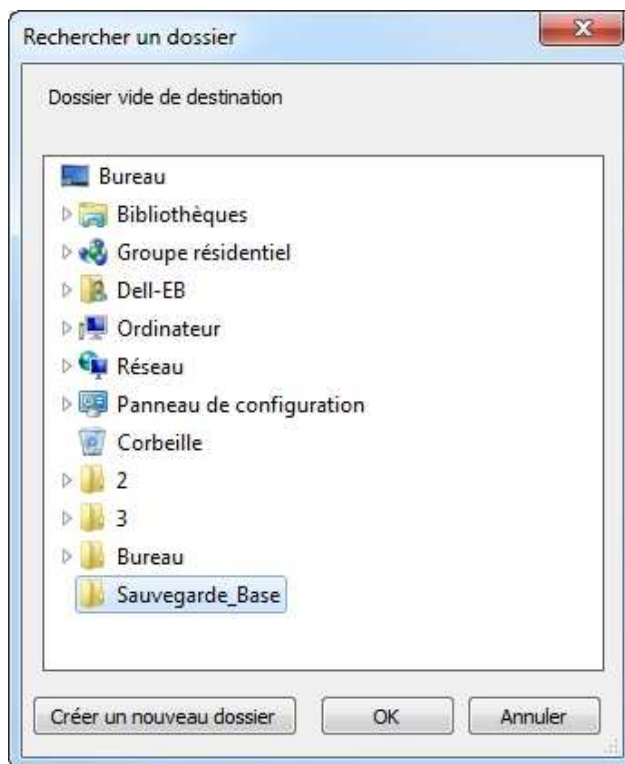 Rechercher un dossier
Dossier vide de destination
Bureau
Bibliothèques
Groupe résidentiel
Dell-EB
Ordinateur
Réseau
Panneau de configuration
Corbeille
2
3
Bureau
Sauvegarde_Base
Créer un nouveau dossier OK Annuler